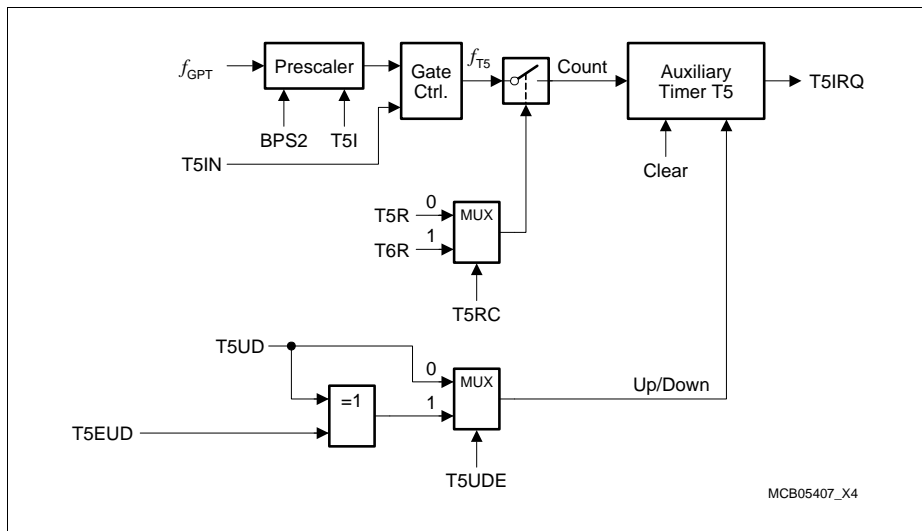 fGPT
Prescaler
Gate
Ctrl.
fT5
Count
Auxiliary
Timer T5
T5IRQ
BPS2
T5I
T5IN
Clear
T5R
0
MUX
T6R
1
T5RC
T5UD
0
MUX
Up/Down
=1
1
T5EUD
T5UDE
MCB05407_X4